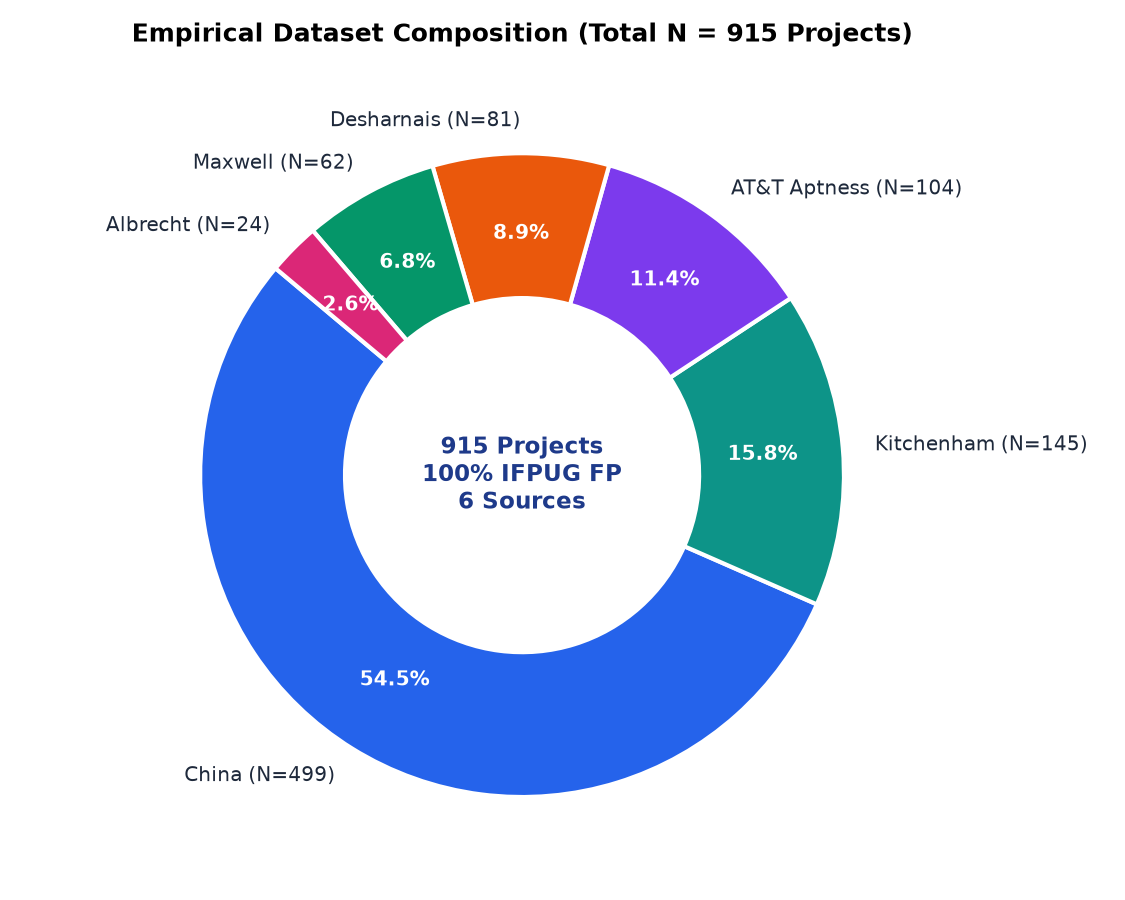 Empirical Dataset Composition (Total N = 915 Projects)
Desharnais (N=81)
Maxwell (N=62)
AT&T Aptness (N=104)
Albrecht (N=24)
8.9%
6.8%
11.4%
2.6%
915 Projects
100% IFPUG FP
6 Sources
15.8%
Kitchenham (N=145)
54.5%
China (N=499)